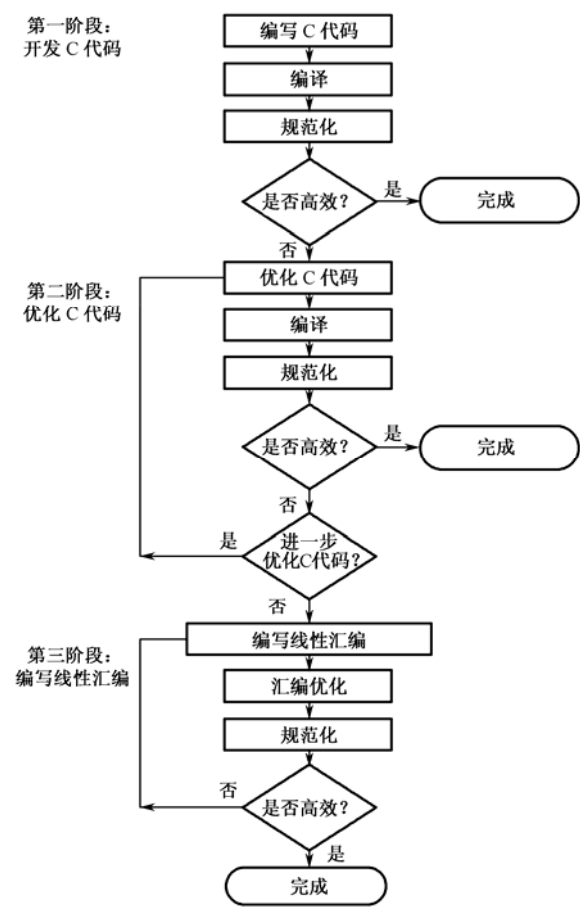 第一阶段：
开发 C 代码
编写 C 代码
编译
规范化
是否高效？
是
完成
否
第二阶段：
优化 C 代码
优化 C 代码
编译
规范化
是否高效？
是
完成
否
进一步
优化C代码？
是
否
第三阶段：
编写线性汇编
编写线性汇编
汇编优化
规范化
是否高效？
否
是
完成